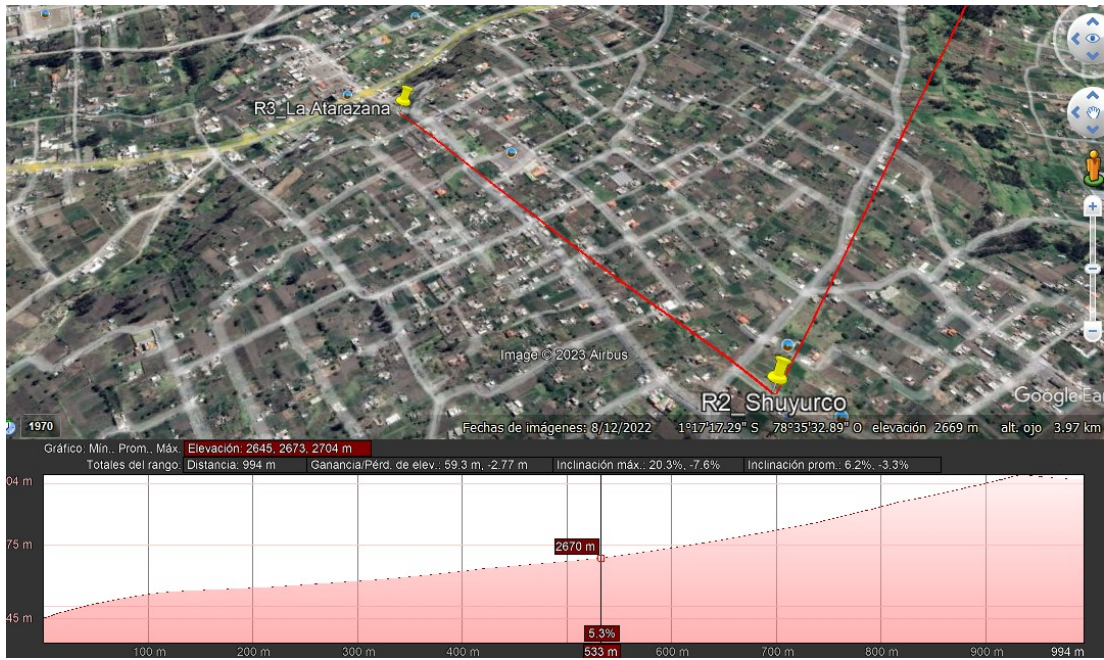 R3_La Atarazana
Image © 2023 Airbus
R2_Shuyurco
Google Ear
1970
Fechas de imágenes: 8/12/2022 1°17'17.29" S 78°35'32.89" O elevación 2669 m alt. ojo 3.97 km
Gráfico: Mín., Prom., Máx. Elevación: 2645, 2673, 2704 m
Totales del rango: Distancia: 994 m Ganancia/Pérd. de elev.: 59.3 m, -2.77 m Inclinación máx.: 20.3%, -7.6% Inclinación prom.: 6.2%, -3.3%
04 m
75 m
45 m
2670 m
5.3%
100 m 200 m 300 m 400 m 533 m 600 m 700 m 800 m 900 m 994 m